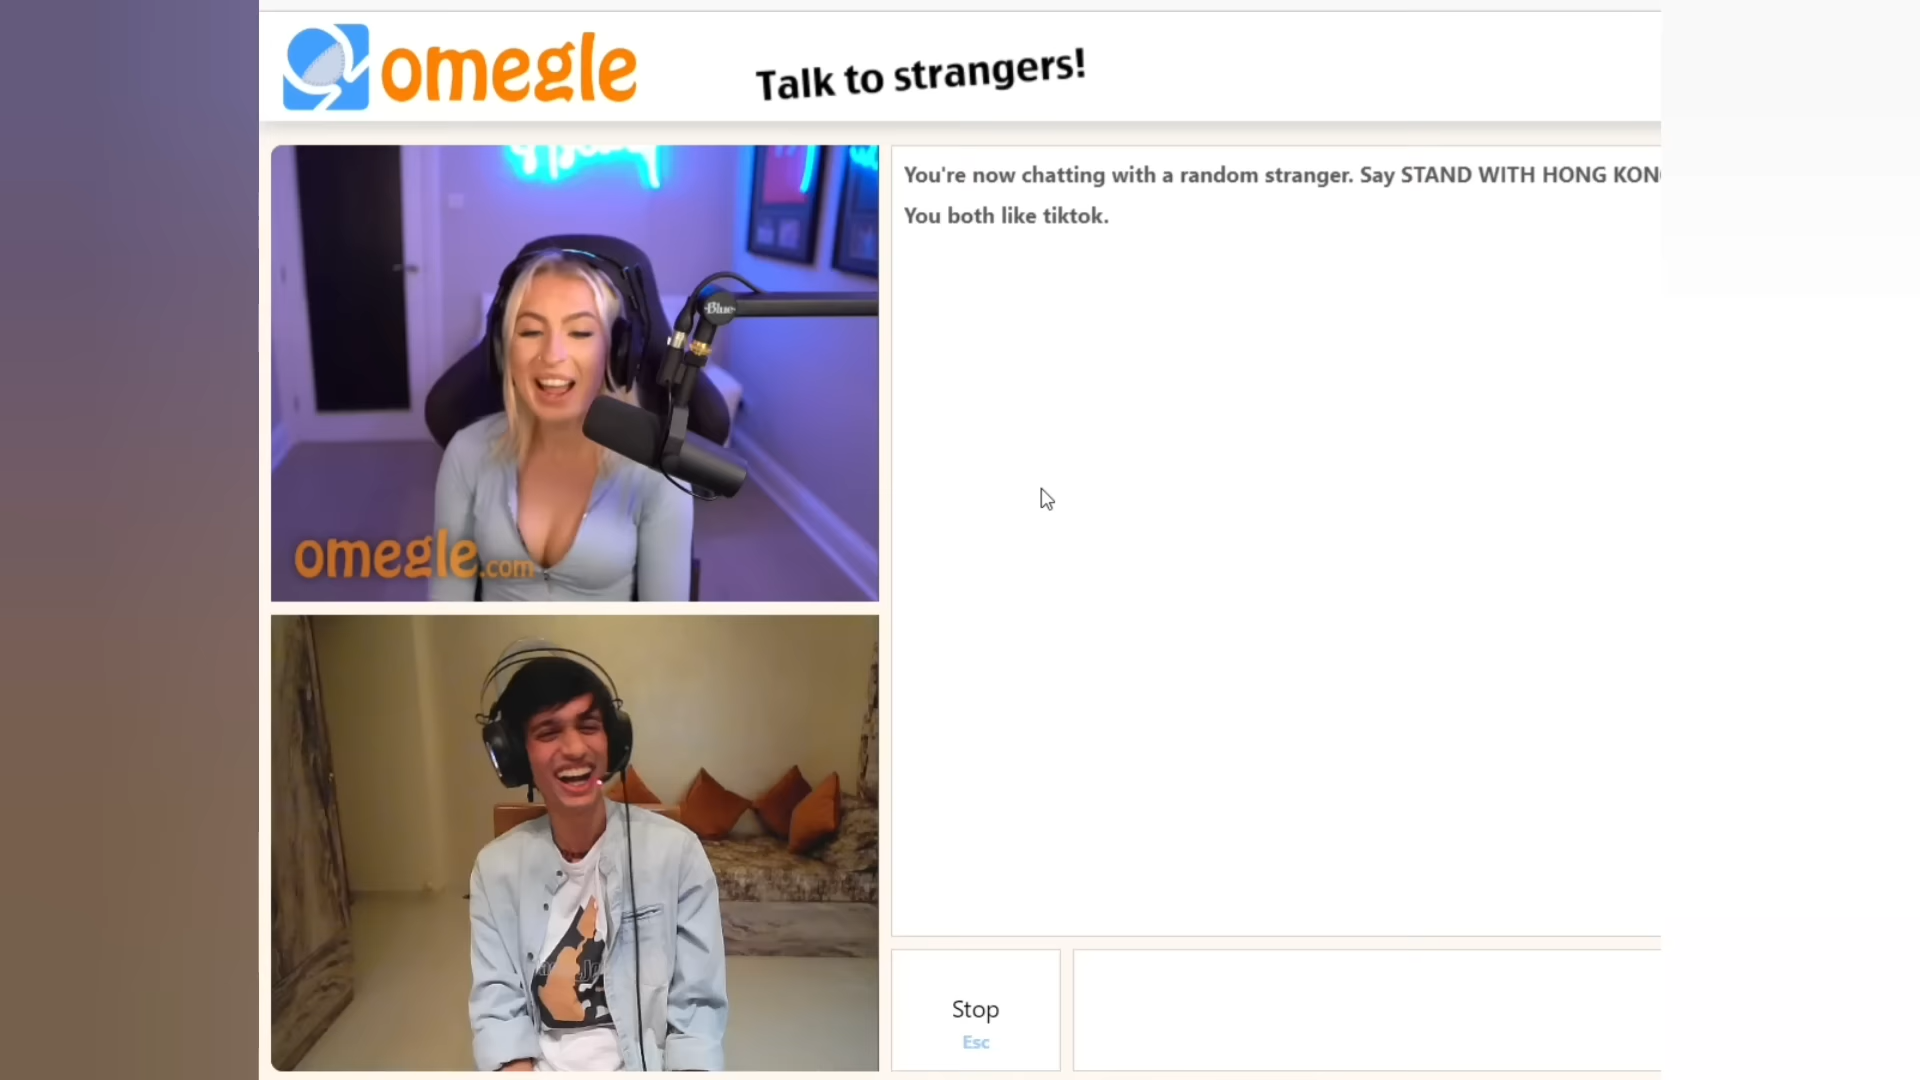 omegle
Talk to strangers!
You're now chatting with a random stranger. Say STAND WITH HONG KON
You both like tiktok.
Blue
omegle.com
Stop
Esc